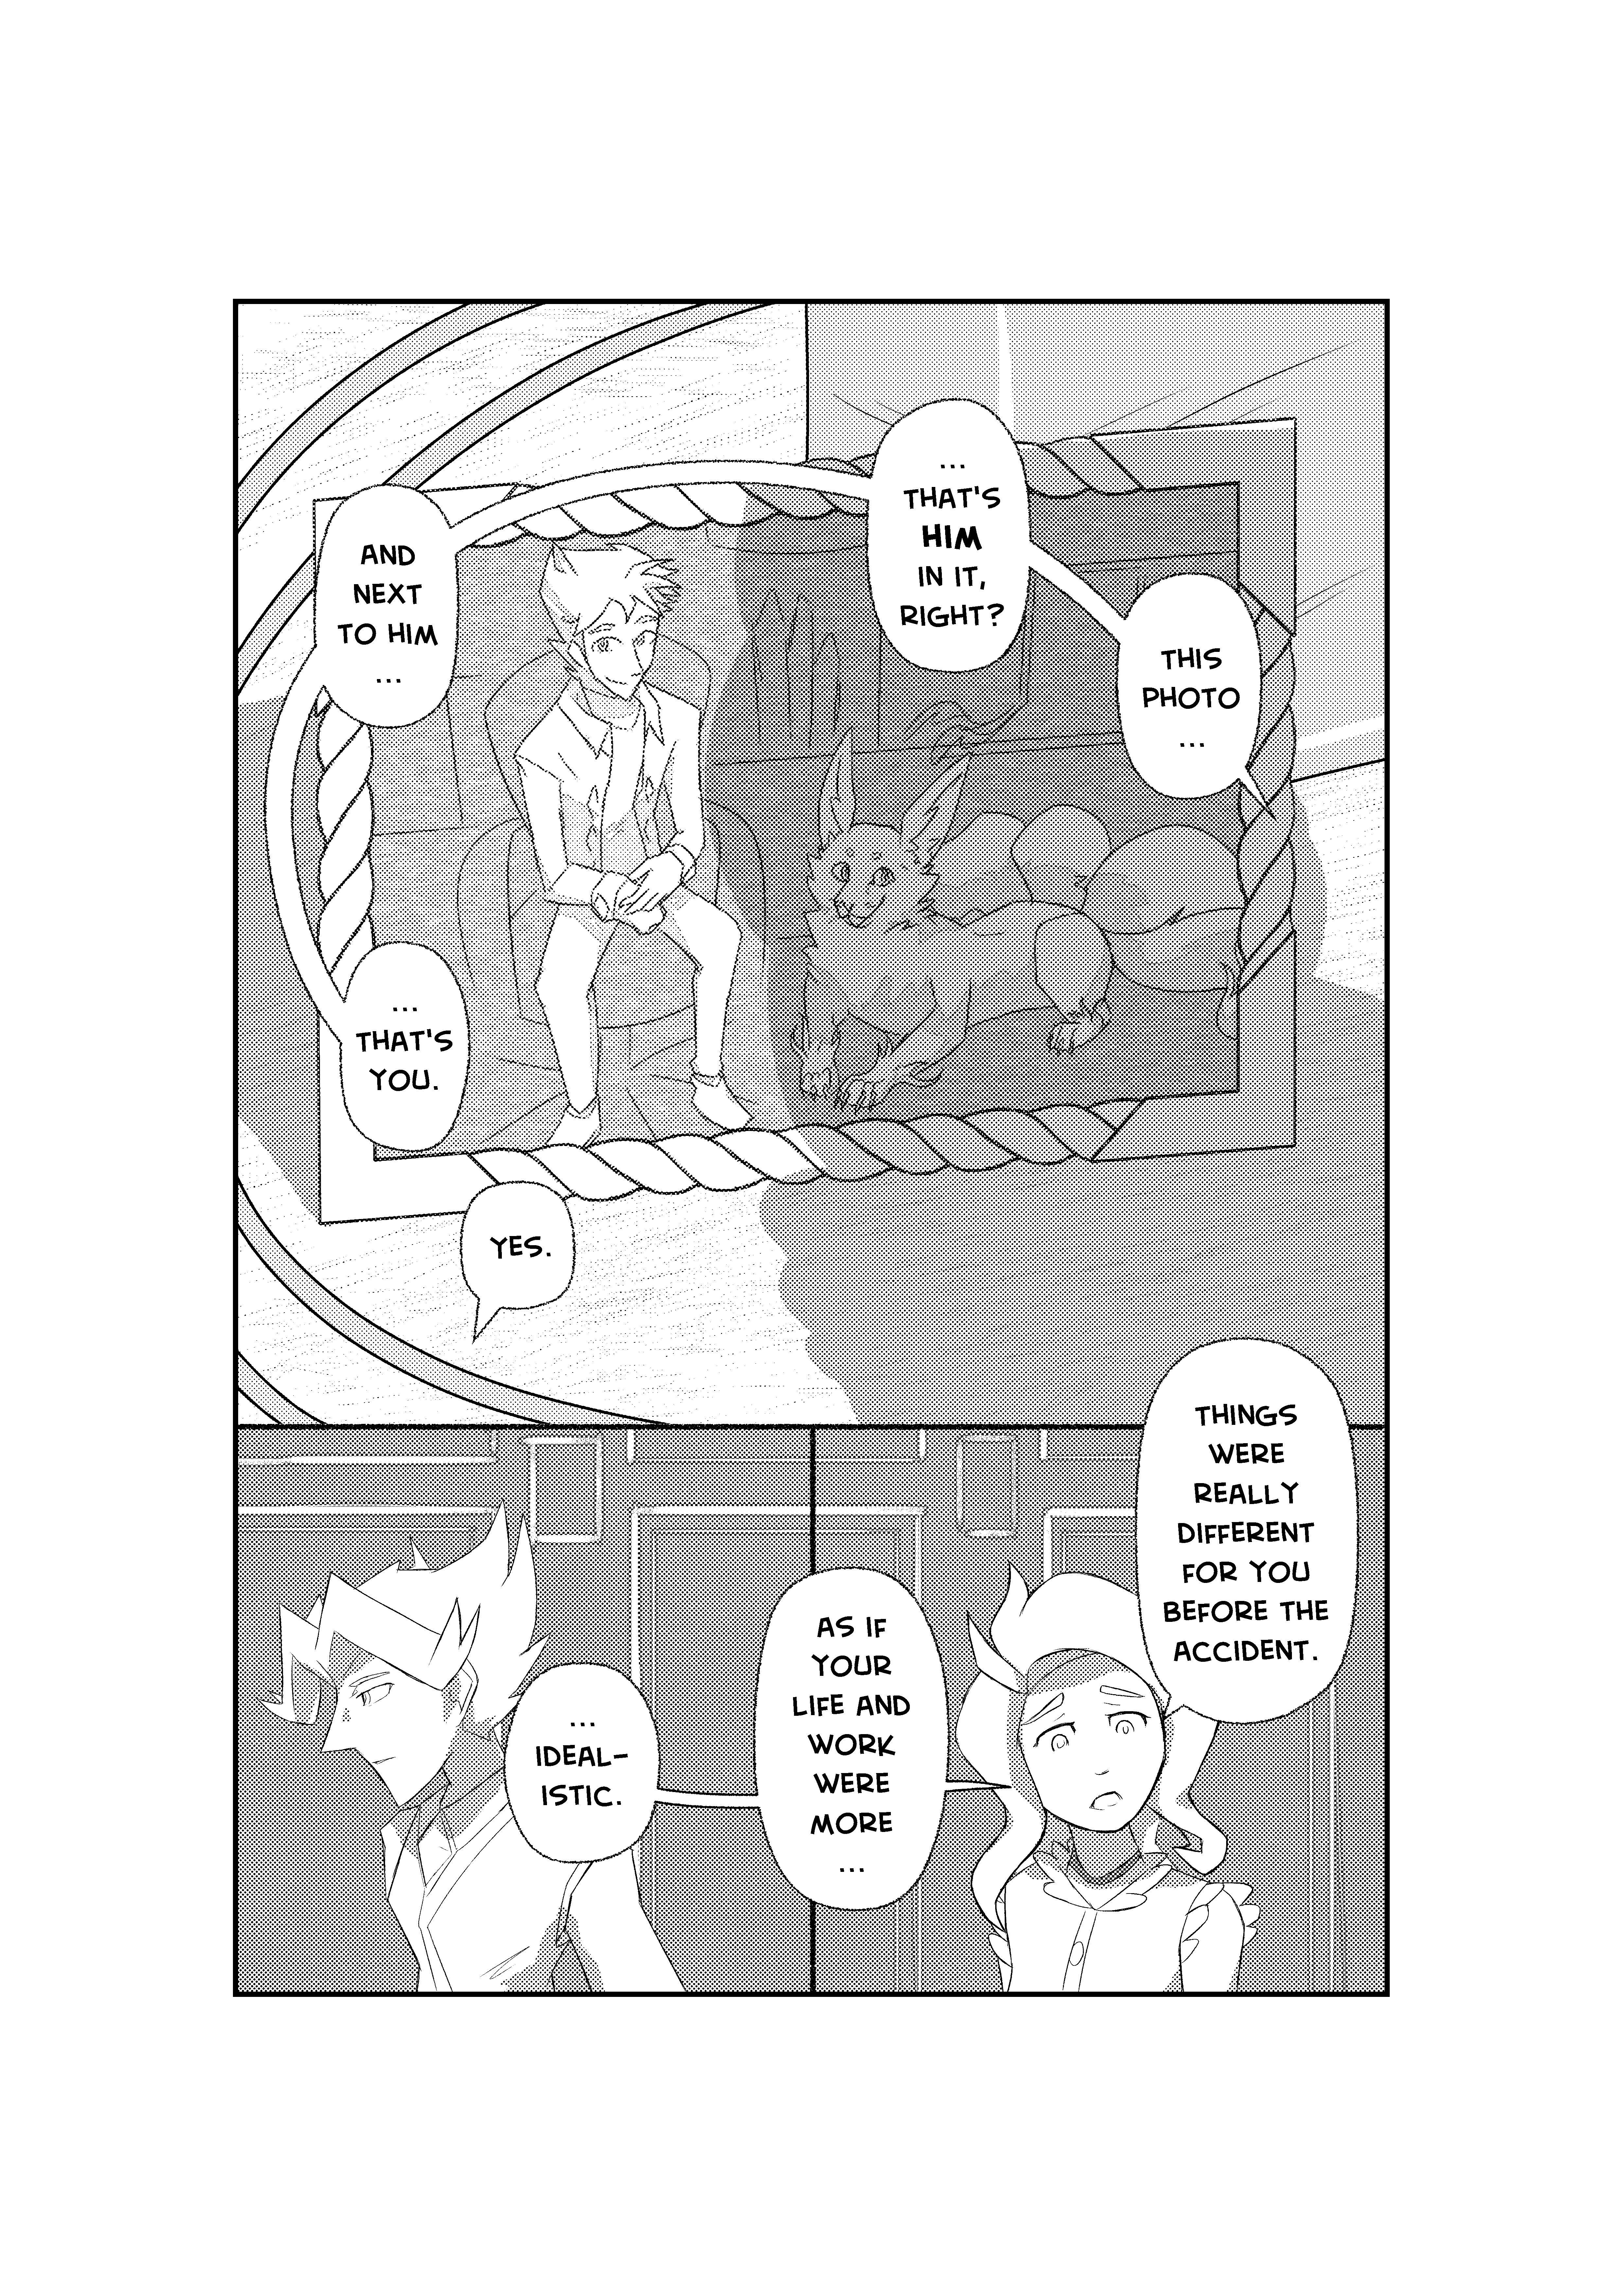 THIS
PHOTO
...
...
THAT'S
HIM
IN IT,
RIGHT?
AND
NEXT
TO HIM
...
...
THAT'S
YOU.
YES.
THINGS
WERE
REALLY
DIFFERENT
FOR YOU
BEFORE THE
ACCIDENT.
AS IF
YOUR
LIFE AND
WORK
WERE
MORE
...
...
IDEAL-
ISTIC.